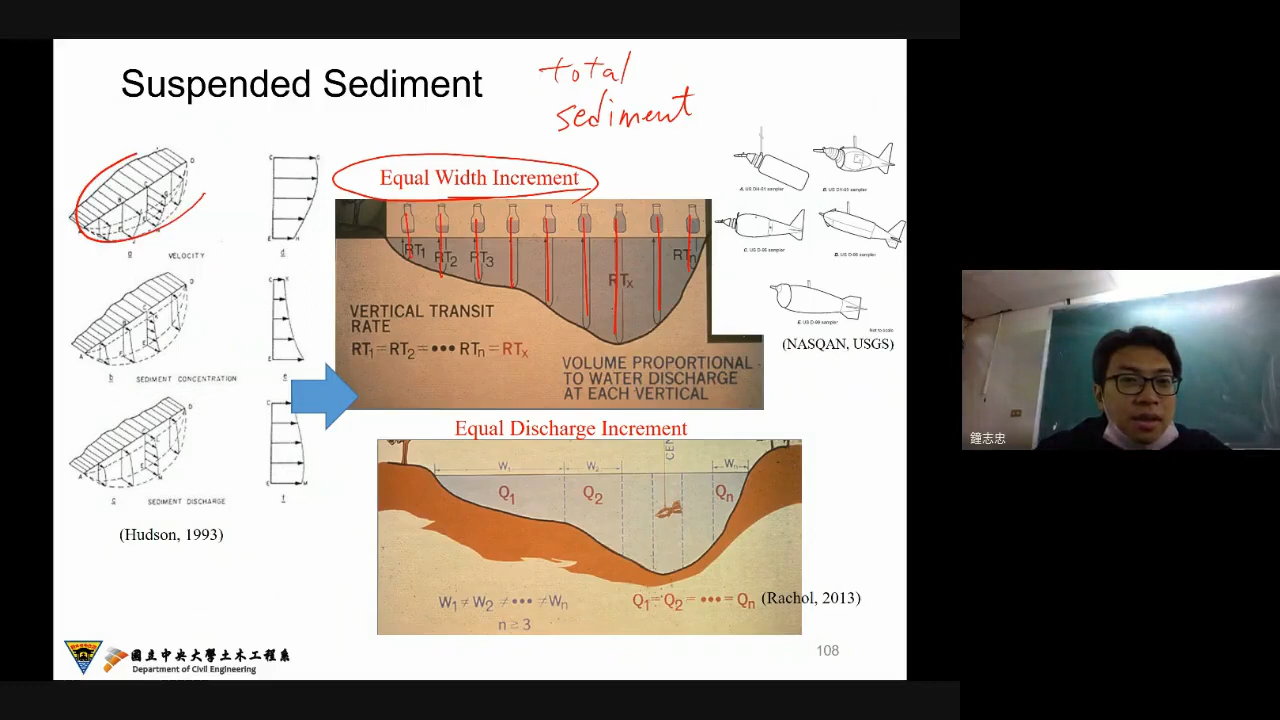 Suspended Sediment
total
sediment
VELOCITY
SEDIMENT CONCENTRATION
SEDIMENT DISCHARGE
(Hudson, 1993)
Equal Width Increment
RT1 RT2 RT3 RTx RTn
VERTICAL TRANSIT
RATE
RT1 = RT2 = ••• RTn = RTx
VOLUME PROPORTIONAL
TO WATER DISCHARGE
AT EACH VERTICAL
(NASQAN, USGS)
Equal Discharge Increment
W1 W2 CEN Wn
Q1 Q2 Qn
W1 ≠ W2 ≠ ••• ≠ Wn
n ≥ 3
Q1 = Q2 = ••• = Qn
(Rachol, 2013)
國立中央大學土木工程系
Department of Civil Engineering
108
鐘志忠